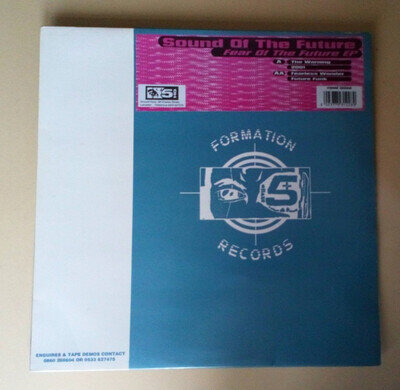 Sound Of The Future
Fear Of The Future EP
A The Warning
2001
AA Fearless Wonder
Future Funk
FORMATION
5
RECORDS
ENQUIRES & TAPE DEMOS CONTACT